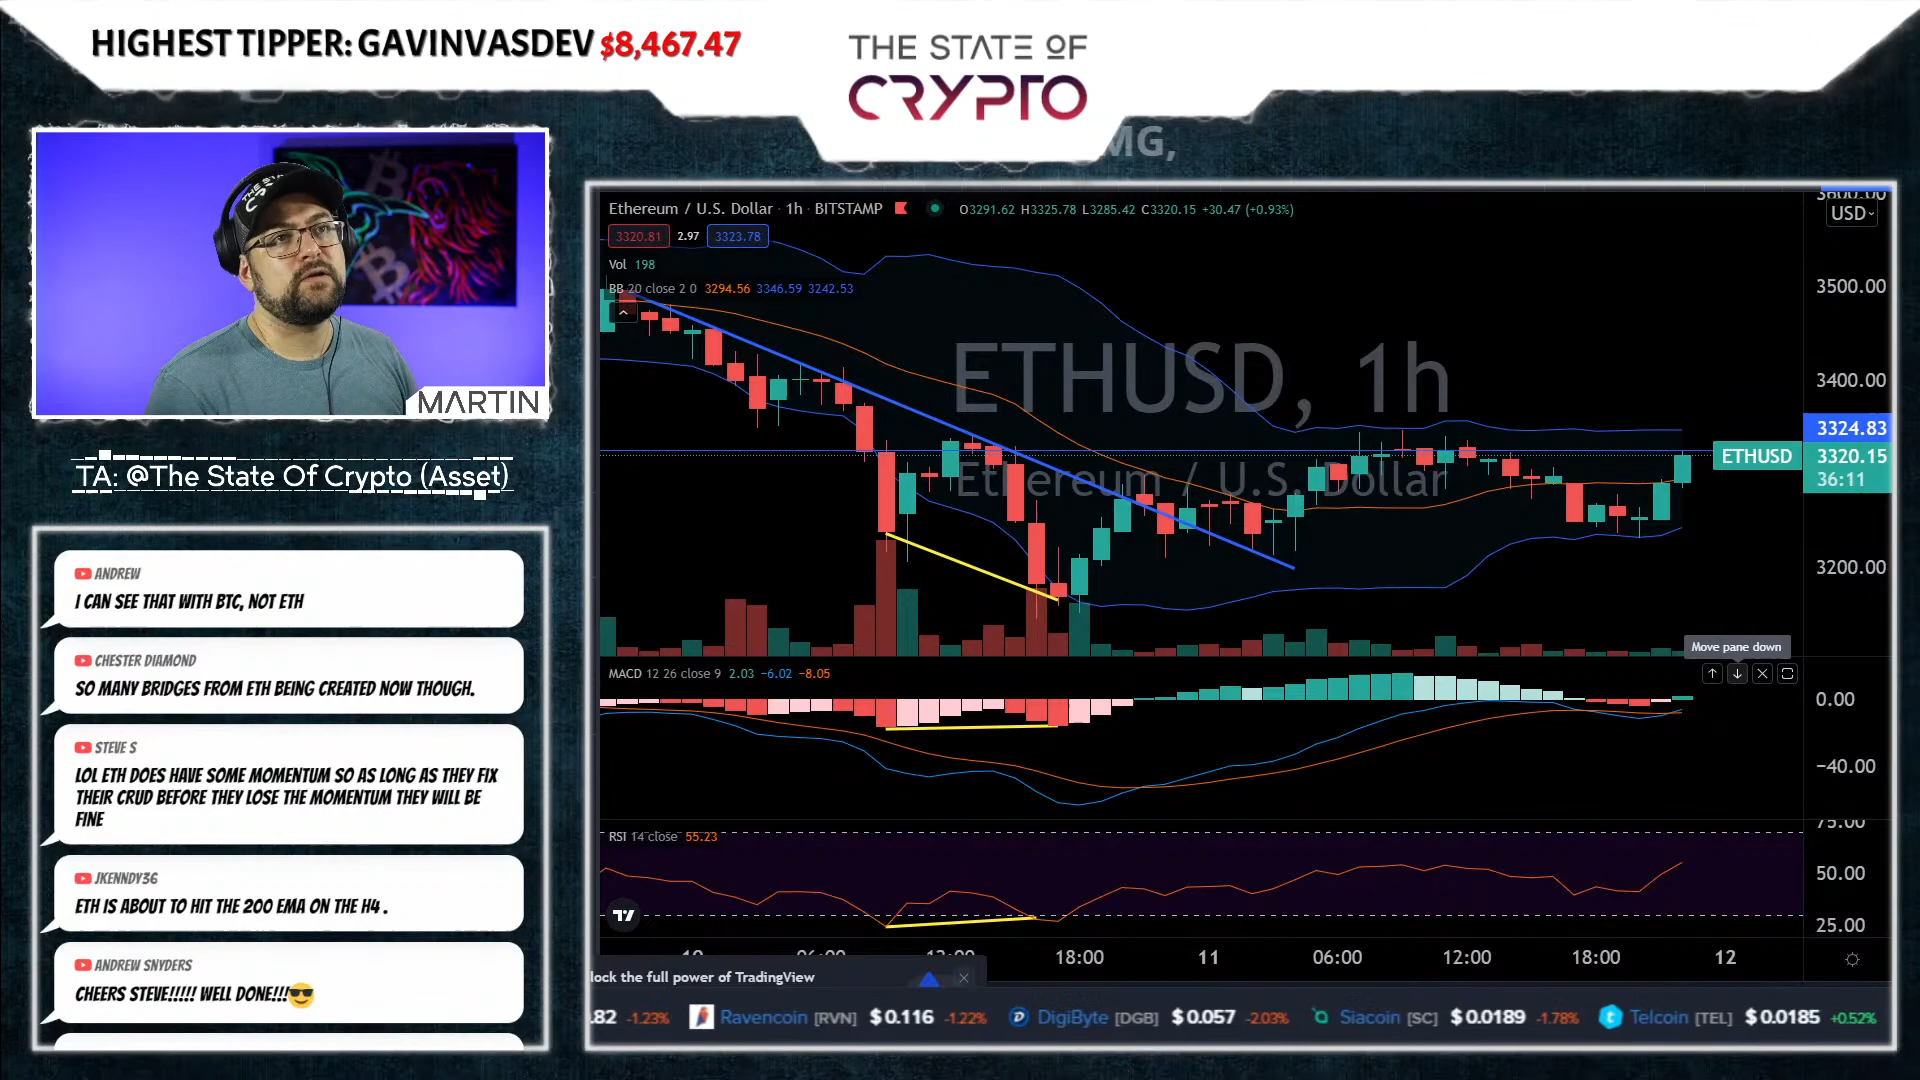 HIGHEST TIPPER: GAVINVASDEV $8,467.47
THE STATE OF
CRYPTO
MG,
MARTIN
TA: @The State Of Crypto (Asset)
ANDREW
I CAN SEE THAT WITH BTC, NOT ETH
CHESTER DIAMOND
SO MANY BRIDGES FROM ETH BEING CREATED NOW THOUGH.
STEVE S
LOL ETH DOES HAVE SOME MOMENTUM SO AS LONG AS THEY FIX
THEIR CRUD BEFORE THEY LOSE THE MOMENTUM THEY WILL BE
FINE
JKENNDY36
ETH IS ABOUT TO HIT THE 200 EMA ON THE H4 .
ANDREW SNYDERS
CHEERS STEVE!!!!! WELL DONE!!!😎
Ethereum / U.S. Dollar · 1h · BITSTAMP O3291.62 H3325.78 L3285.42 C3320.15 +30.47 (+0.93%)
3320.81 2.97 3323.78
Vol 198
BB 20 close 2 0 3294.56 3346.59 3242.53
ETHUSD, 1h
Ethereum / U.S. Dollar
3600.00
USD
3500.00
3400.00
3324.83
ETHUSD 3320.15
36:11
3200.00
Move pane down
MACD 12 26 close 9 2.03 −6.02 −8.05
0.00
−40.00
RSI 14 close 55.23
75.00
50.00
25.00
06:00 12:00 18:00 11 06:00 12:00 18:00 12
lock the full power of TradingView
.82 -1.23% Ravencoin [RVN] $ 0.116 -1.22% DigiByte [DGB] $ 0.057 -2.03% Siacoin [SC] $ 0.0189 -1.78% Telcoin [TEL] $ 0.0185 +0.52%